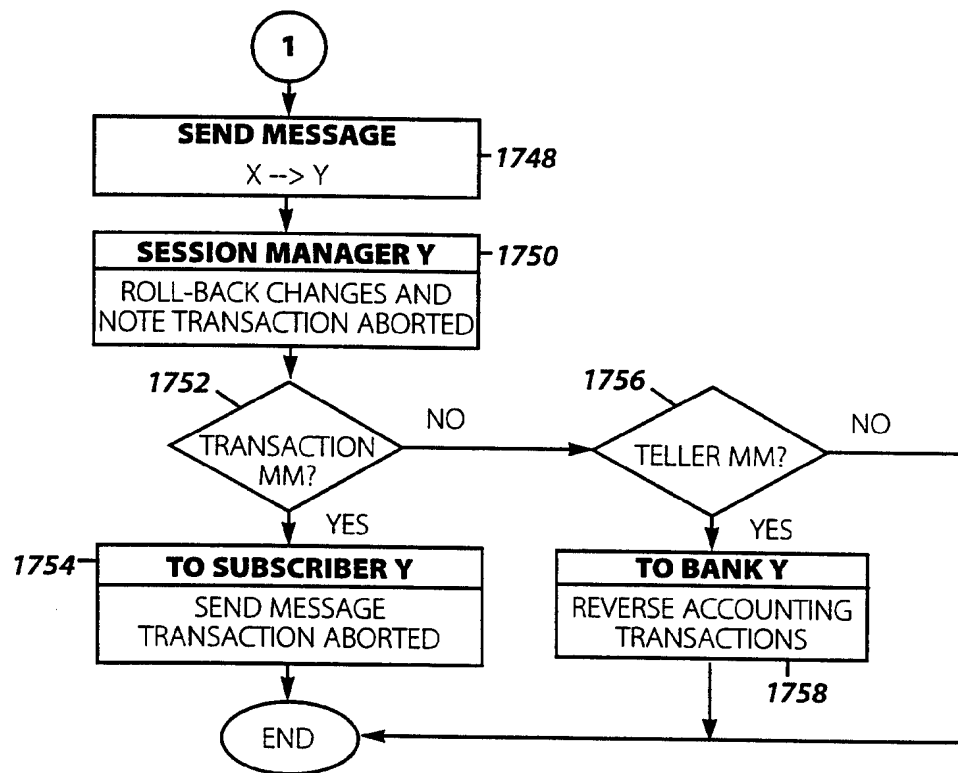 1
SEND MESSAGE
X --> Y
1748
SESSION MANAGER Y
1750
ROLL-BACK CHANGES AND
NOTE TRANSACTION ABORTED
1752
TRANSACTION
MM?
NO
1756
TELLER MM?
NO
YES
YES
1754
TO SUBSCRIBER Y
SEND MESSAGE
TRANSACTION ABORTED
TO BANK Y
REVERSE ACCOUNTING
TRANSACTIONS
1758
END